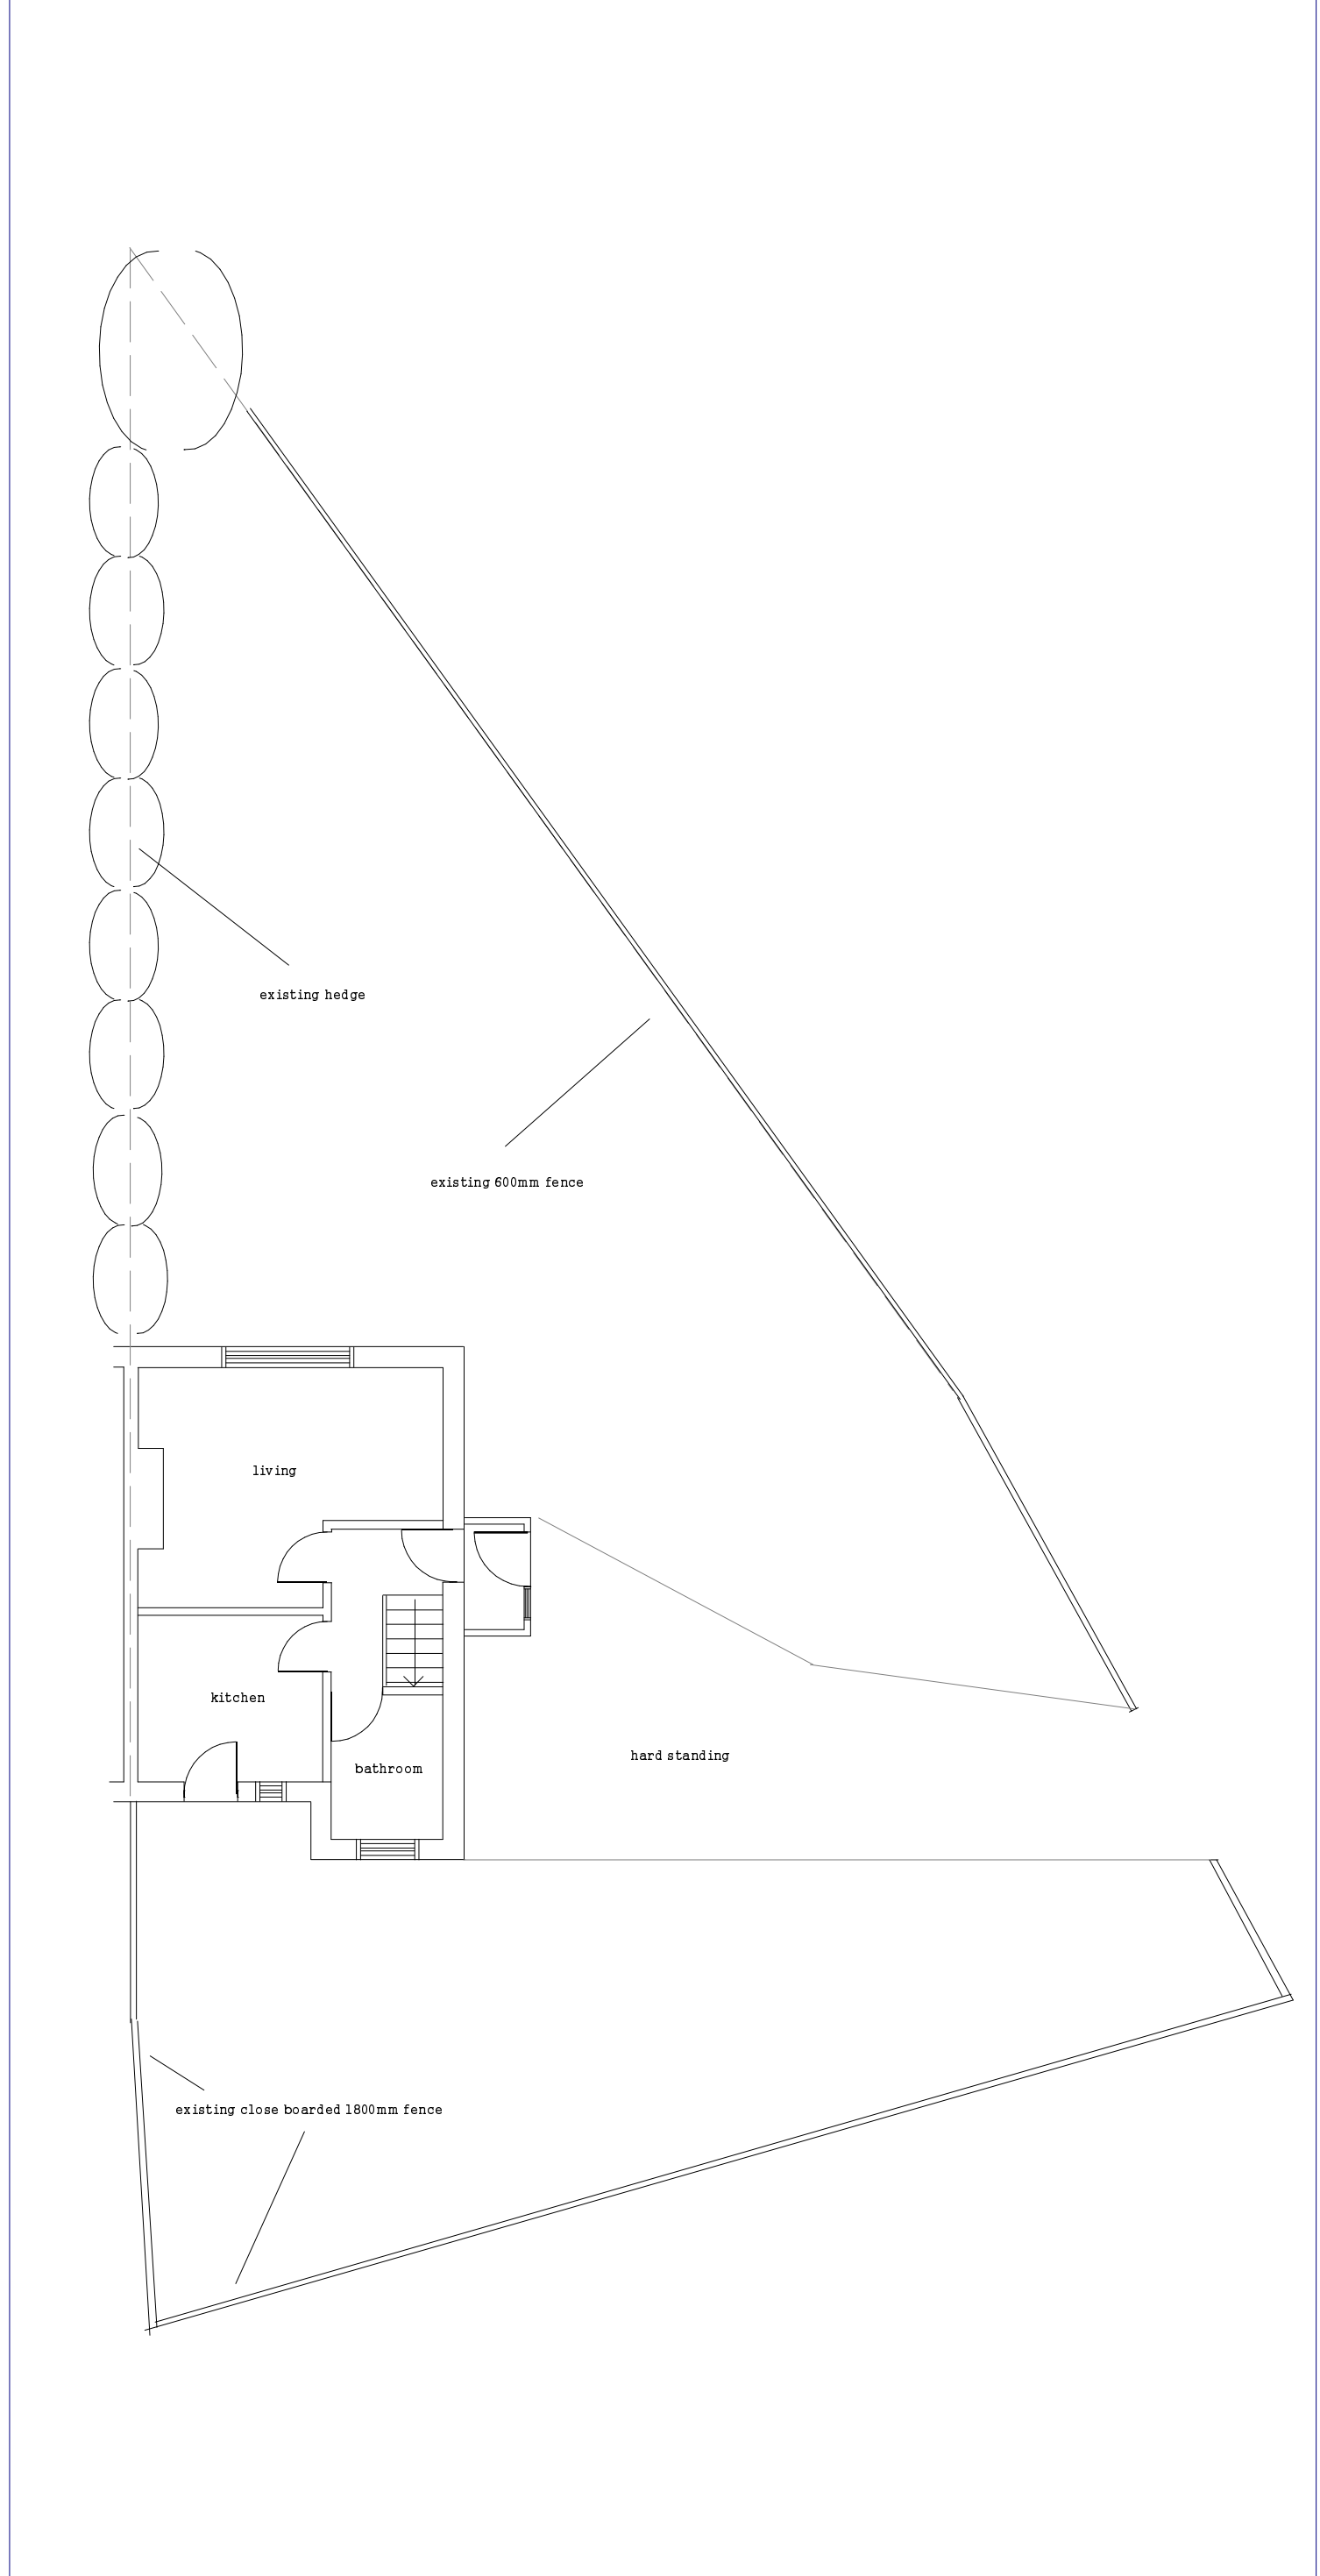 existing hedge
existing 600mm fence
living
kitchen
hard standing
bathroom
existing close boarded 1800mm fence